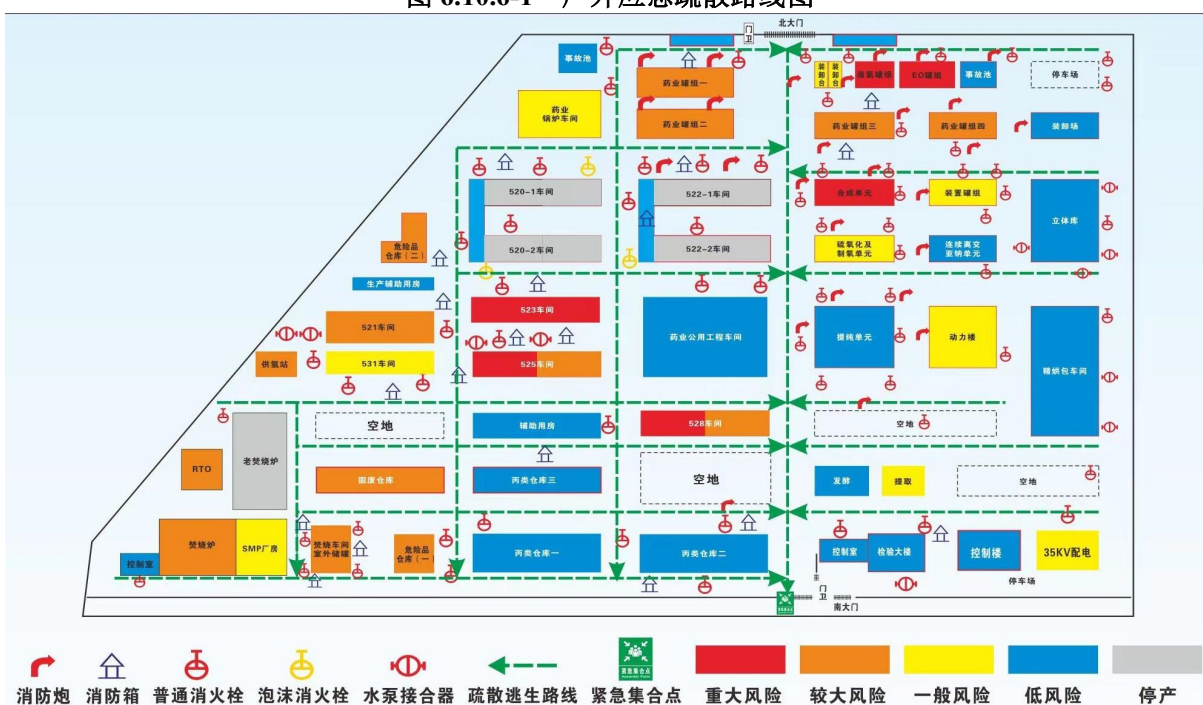 图 6.10.6-1 厂外应急疏散路线图
北大门
门卫
事故池
药业罐组一
装卸台
装卸台
液氨罐组
EO罐组
事故池
停车场
药业
锅炉车间
药业罐组二
药业罐组三
药业罐组四
装卸场
520-1车间
522-1车间
合成单元
装置罐组
立体库
危险品
仓库（二）
520-2车间
522-2车间
硫氧化及
制氧单元
连续离交
亚钠单元
生产辅助用房
523车间
521车间
药业公用工程车间
提纯单元
动力楼
精烘包车间
供氢站
531车间
525车间
空地
辅助用房
528车间
空地
RTO
老焚烧炉
固废仓库
丙类仓库三
空地
发酵
提取
空地
焚烧炉
SMP厂房
焚烧车间
室外储罐
危险品
仓库（一）
丙类仓库一
丙类仓库二
控制室
检验大楼
控制楼
35KV配电
控制室
停车场
门卫
南大门
紧急集合点
消防炮
消防箱
普通消火栓
泡沫消火栓
水泵接合器
疏散逃生路线
紧急集合点
重大风险
较大风险
一般风险
低风险
停产